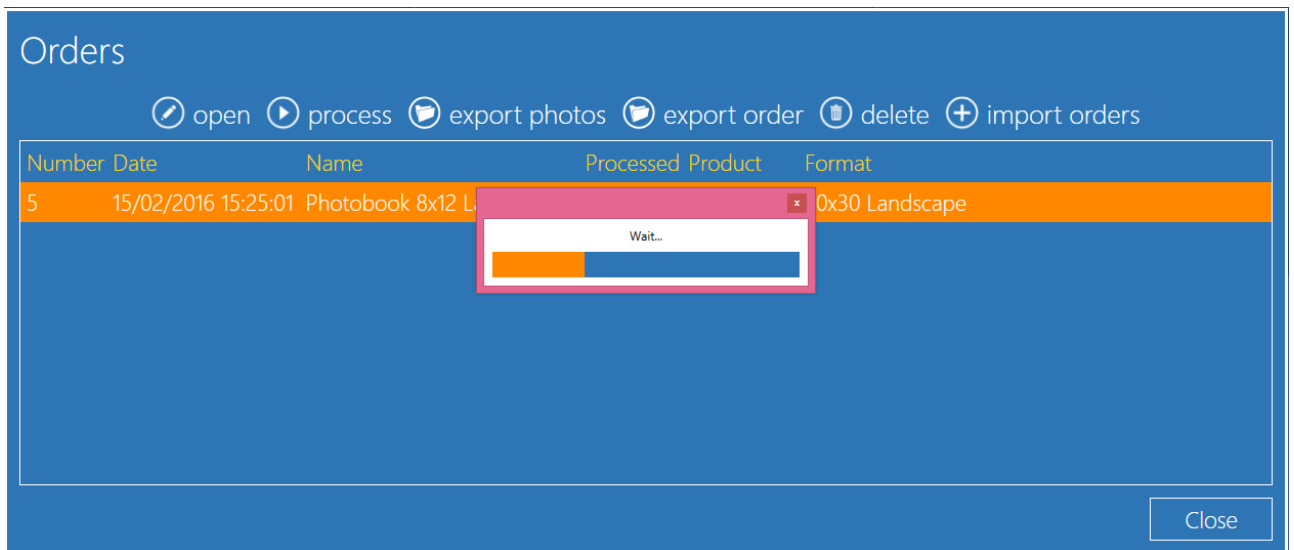 Orders
open process export photos export order delete import orders
Number Date Name Processed Product Format
5 15/02/2016 15:25:01 Photobook 8x12 0x30 Landscape
x
Wait...
Close